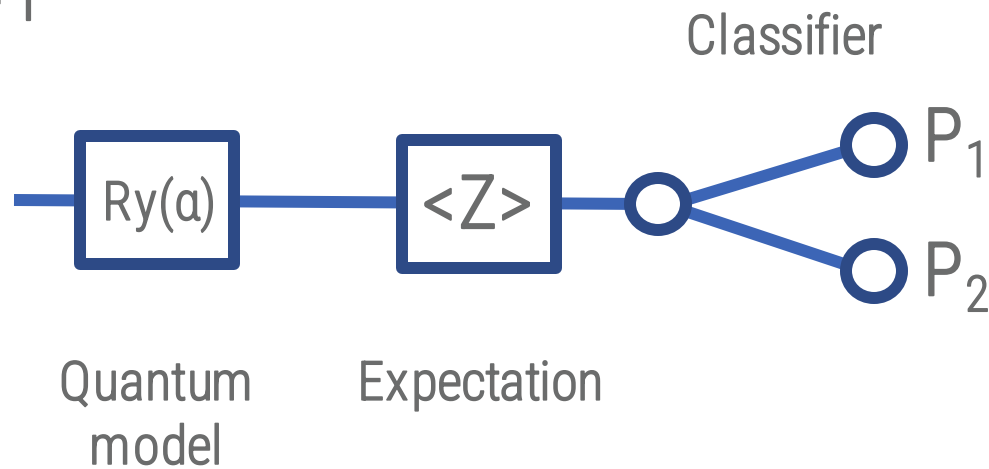 Classifier
P1
Ry(α)
<Z>
P2
Quantum
model
Expectation